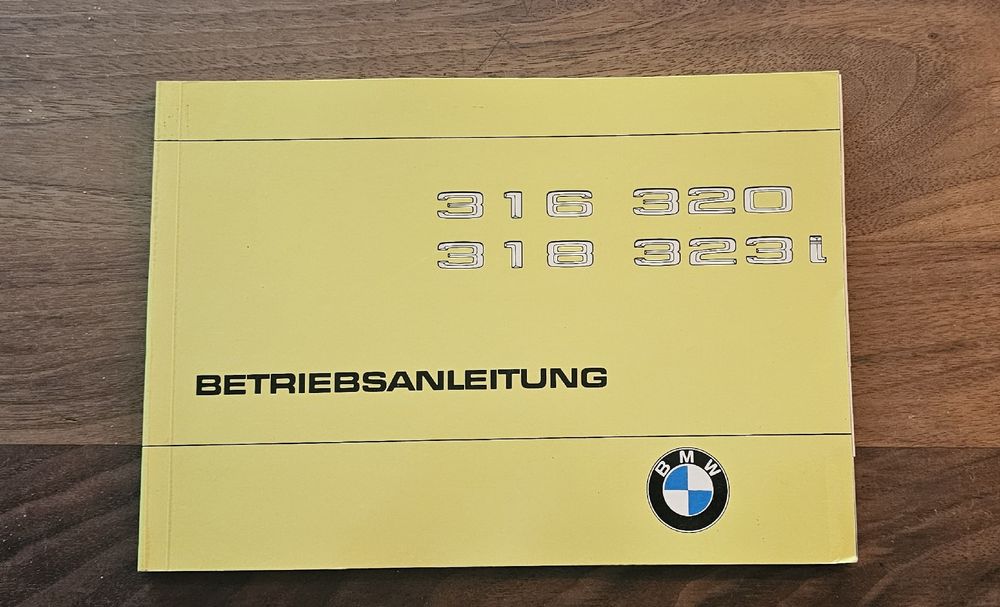 316 320
318 323i
BETRIEBSANLEITUNG
BMW